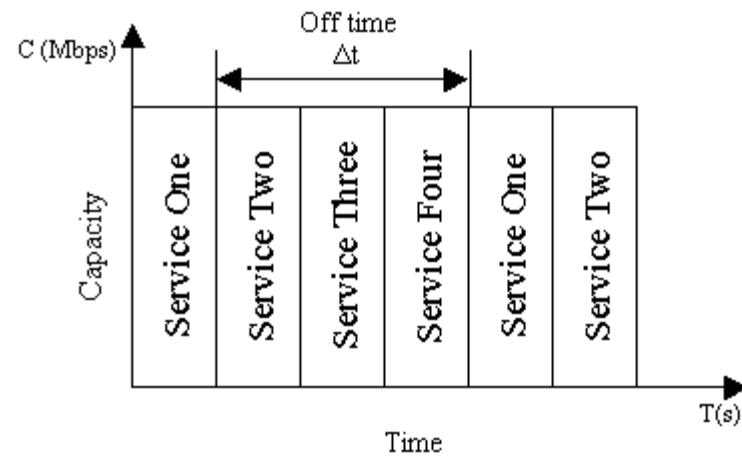 Off time
C (Mbps)
Δt
Capacity
Service One
Service Two
Service Three
Service Four
Service One
Service Two
T(s)
Time